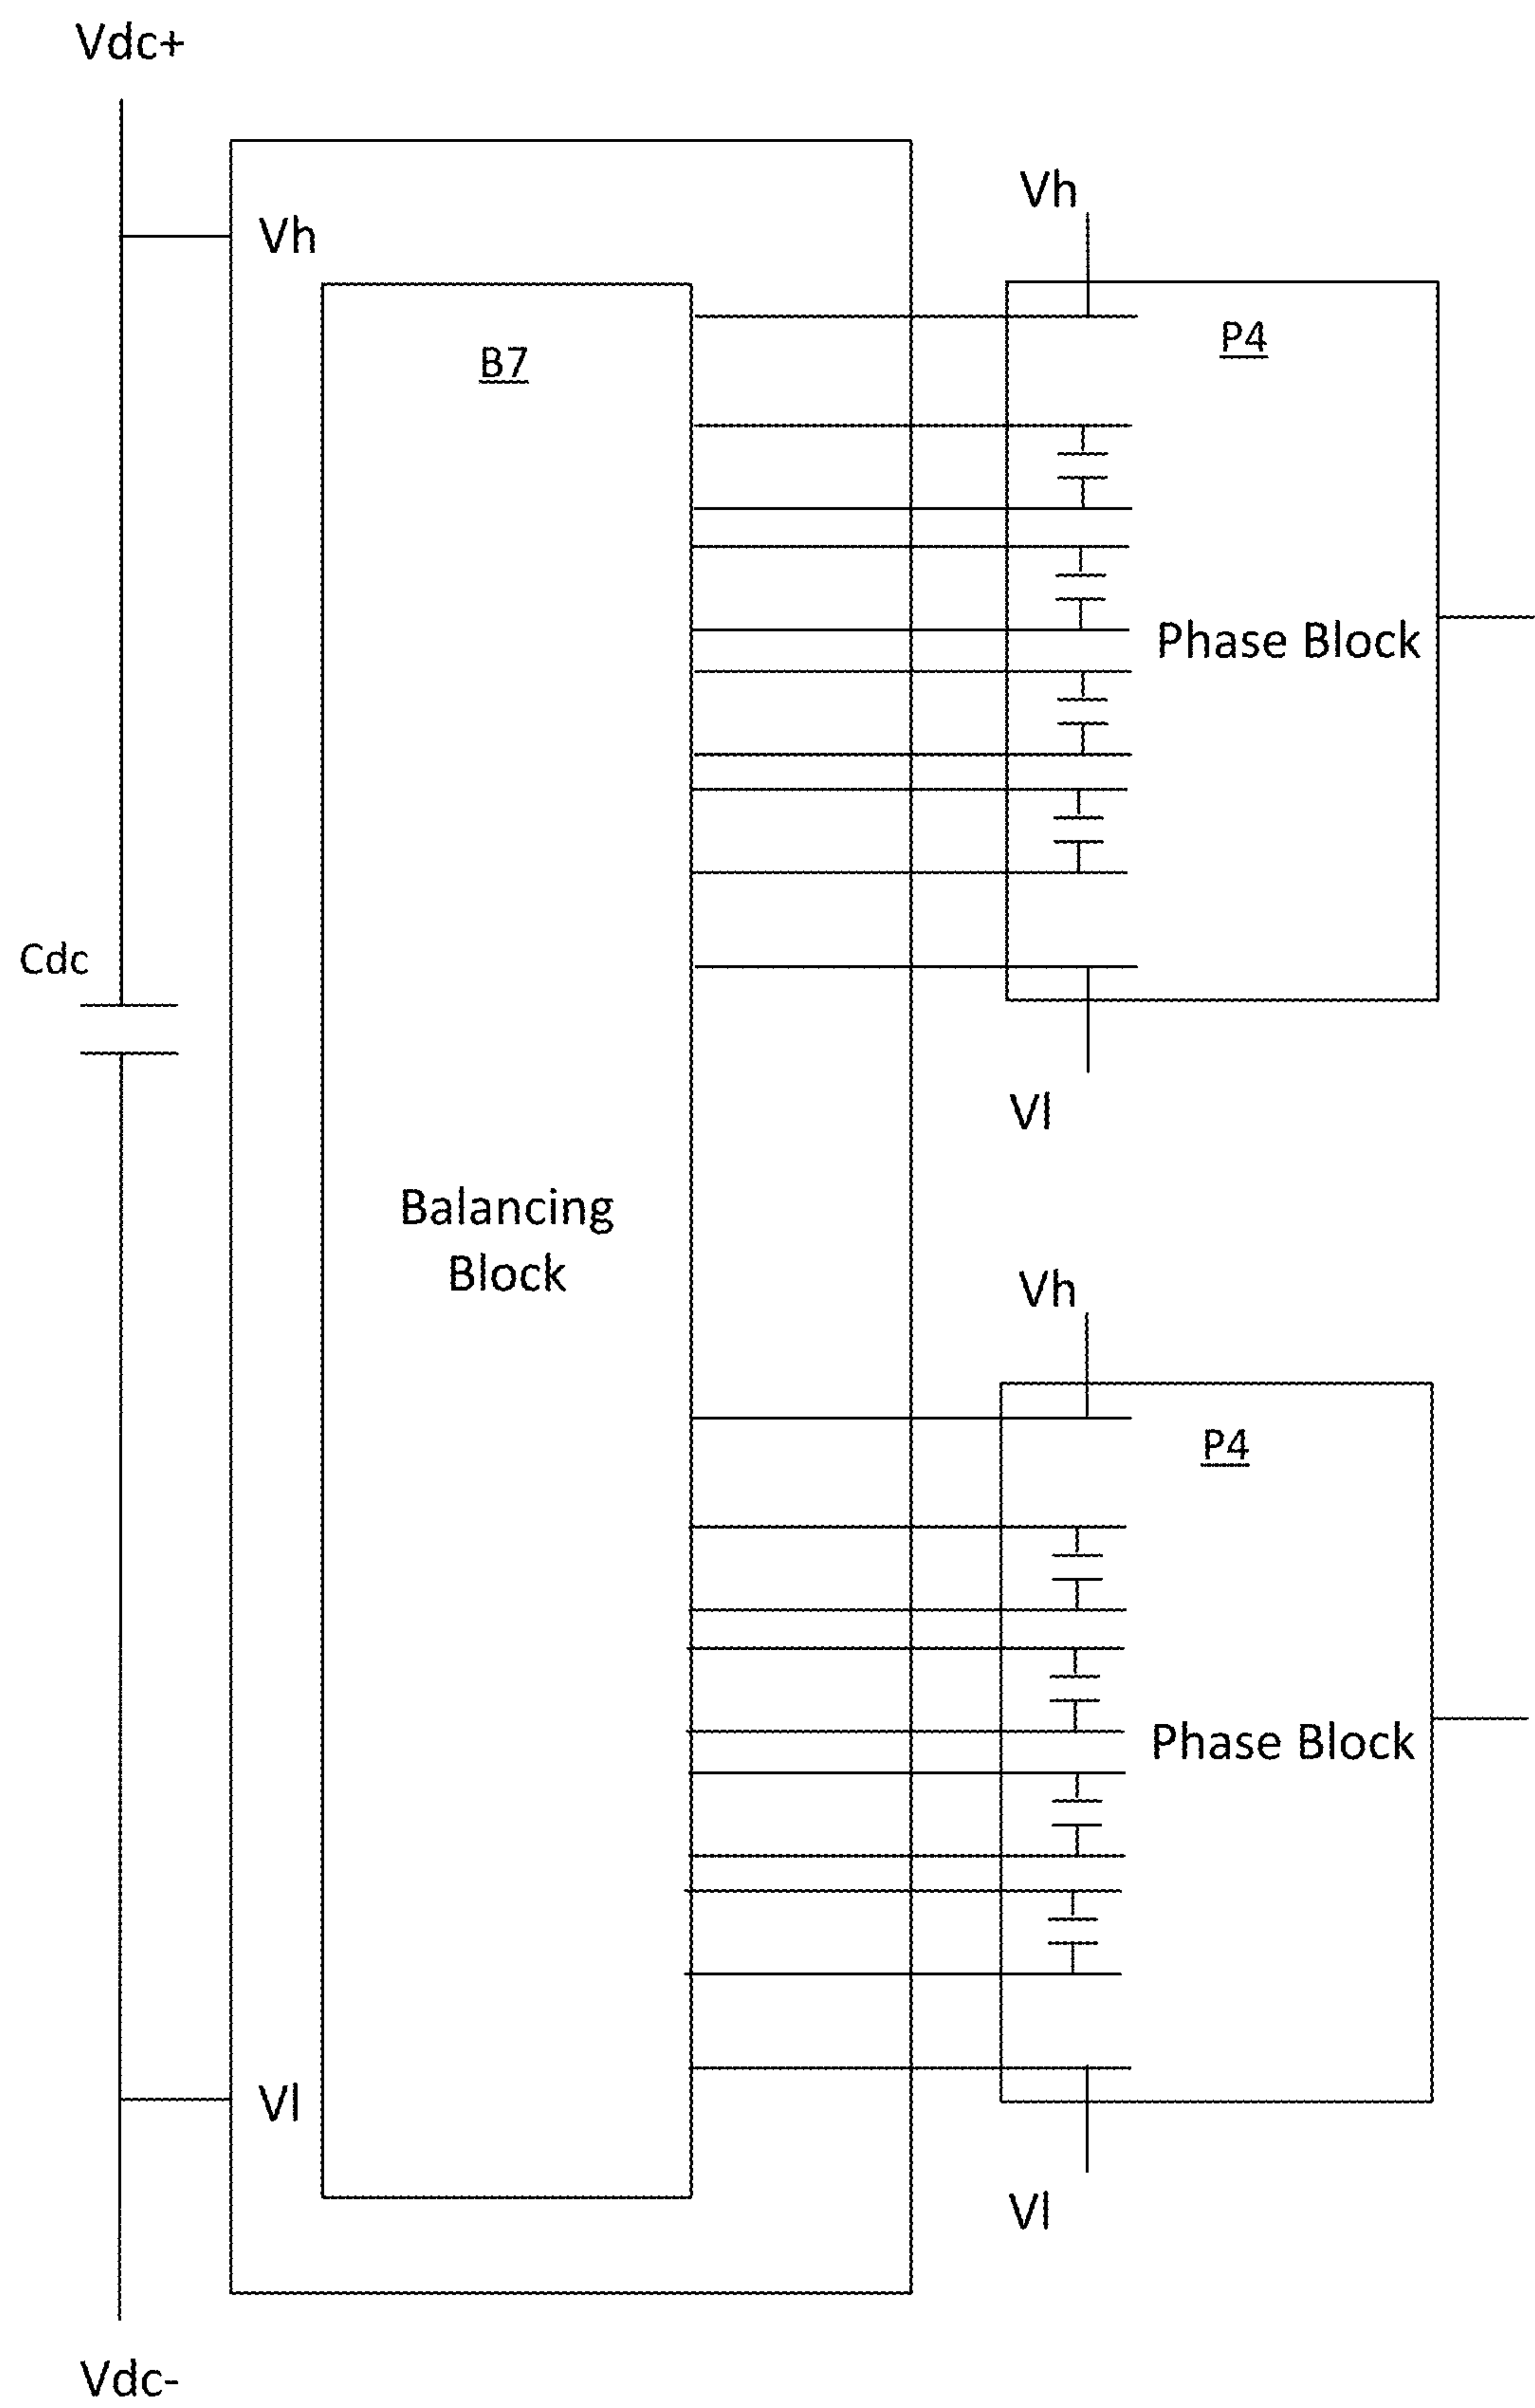 Vdc+
Vh
Vh
B7
P4
Phase Block
Cdc
Vl
Balancing
Block
Vh
P4
Phase Block
Vl
Vl
Vdc-